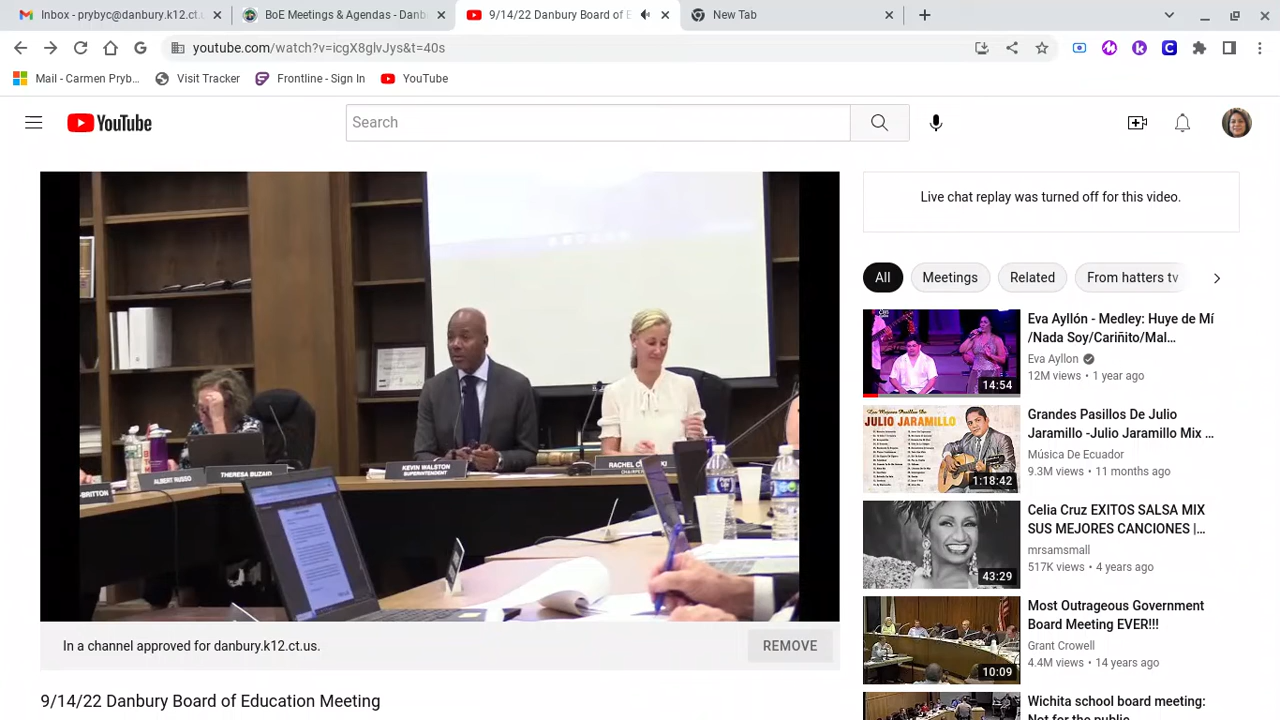 Inbox - prybyc@danbury.k12.ct.u
BoE Meetings & Agendas - Danb
9/14/22 Danbury Board of E
New Tab
youtube.com/watch?v=icgX8glvJys&t=40s
Mail - Carmen Pryb...
Visit Tracker
Frontline - Sign In
YouTube
YouTube
Search
Live chat replay was turned off for this video.
All
Meetings
Related
From hatters tv
Eva Ayllón - Medley: Huye de Mí
/Nada Soy/Cariñito/Mal...
Eva Ayllon
12M views • 1 year ago
14:54
JULIO JARAMILLO
Grandes Pasillos De Julio
Jaramillo -Julio Jaramillo Mix ...
Música De Ecuador
9.3M views • 11 months ago
1:18:42
Celia Cruz EXITOS SALSA MIX
SUS MEJORES CANCIONES |...
mrsamsmall
517K views • 4 years ago
43:29
Most Outrageous Government
Board Meeting EVER!!!
Grant Crowell
4.4M views • 14 years ago
10:09
Wichita school board meeting:
Not for the public
-BRITTON
ALBERT
THERESA BUZAID
KEVIN WALSTON
SUPERINTENDENT
RACHEL
In a channel approved for danbury.k12.ct.us.
REMOVE
9/14/22 Danbury Board of Education Meeting